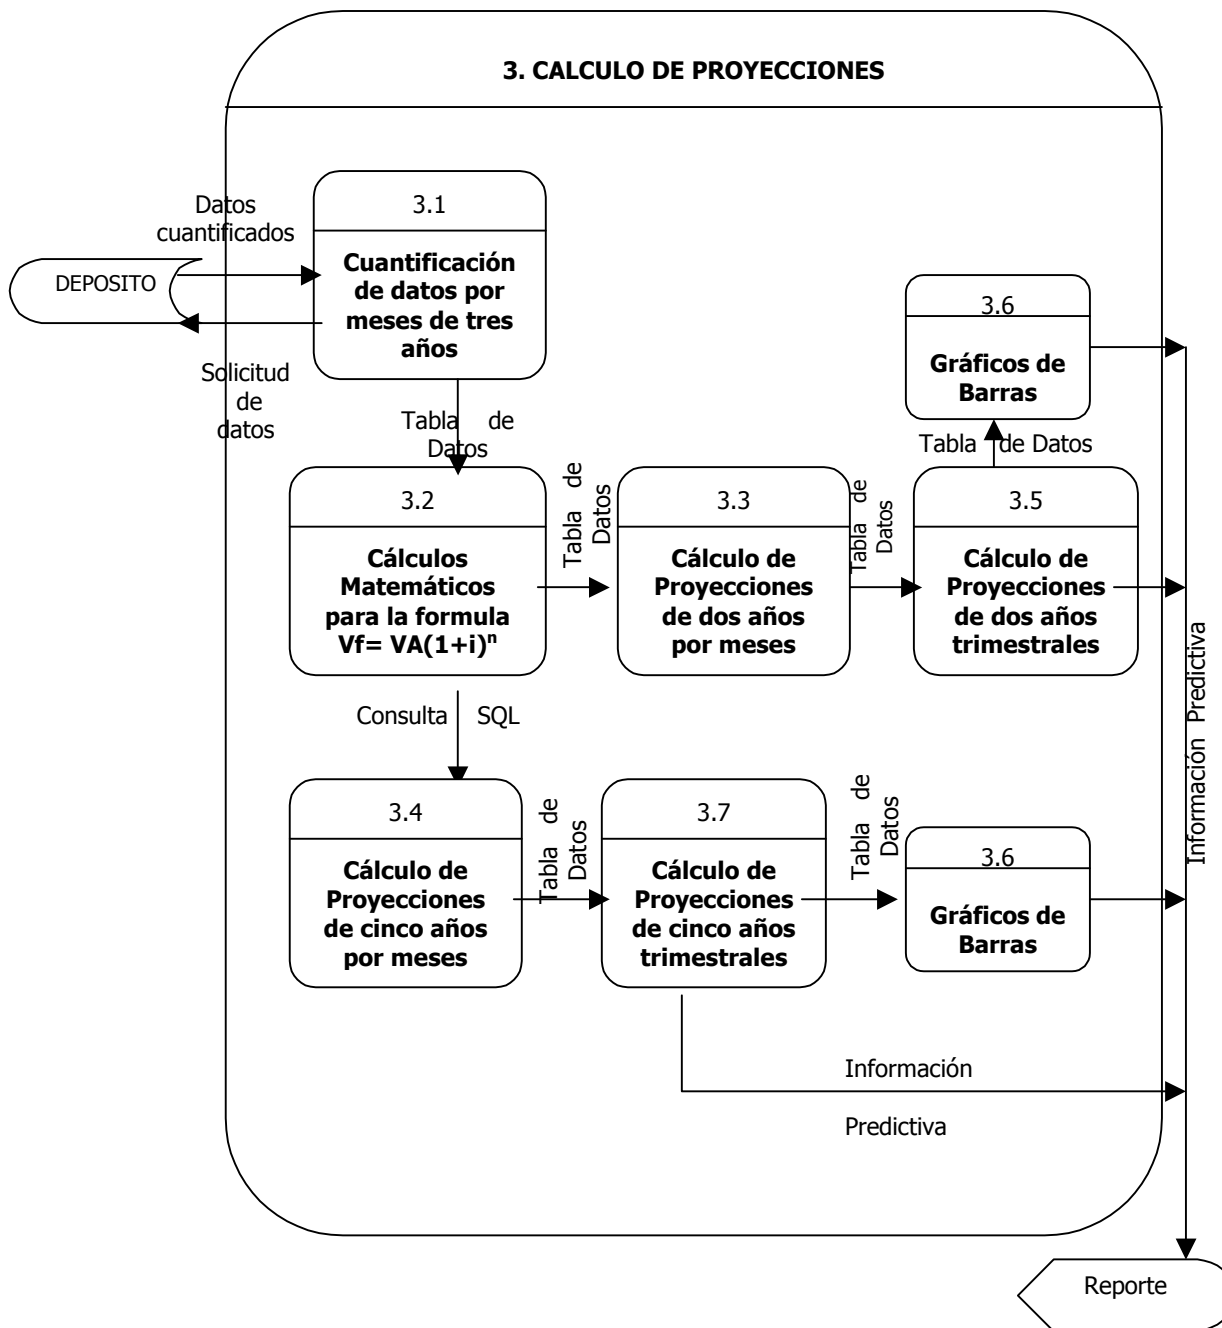 3. CALCULO DE PROYECCIONES
Datos
cuantificados
DEPOSITO
Solicitud
de
datos
3.1
Cuantificación
de datos por
meses de tres
años
Tabla de
Datos
3.2
Cálculos
Matemáticos
para la formula
Vf= VA(1+i)ⁿ
Tabla de
Datos
3.3
Cálculo de
Proyecciones
de dos años
por meses
Tabla de
Datos
3.5
Cálculo de
Proyecciones
de dos años
trimestrales
Tabla de Datos
3.6
Gráficos de
Barras
Consulta SQL
3.4
Cálculo de
Proyecciones
de cinco años
por meses
Tabla de
Datos
3.7
Cálculo de
Proyecciones
de cinco años
trimestrales
Tabla de
Datos
3.6
Gráficos de
Barras
Información
Predictiva
Información Predictiva
Reporte